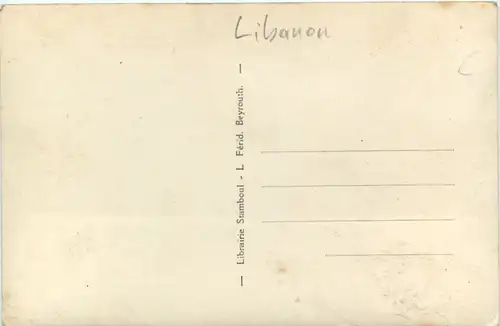 Libanon
C
— Librairie Stamboul - L. Férid. Beyrouth. —